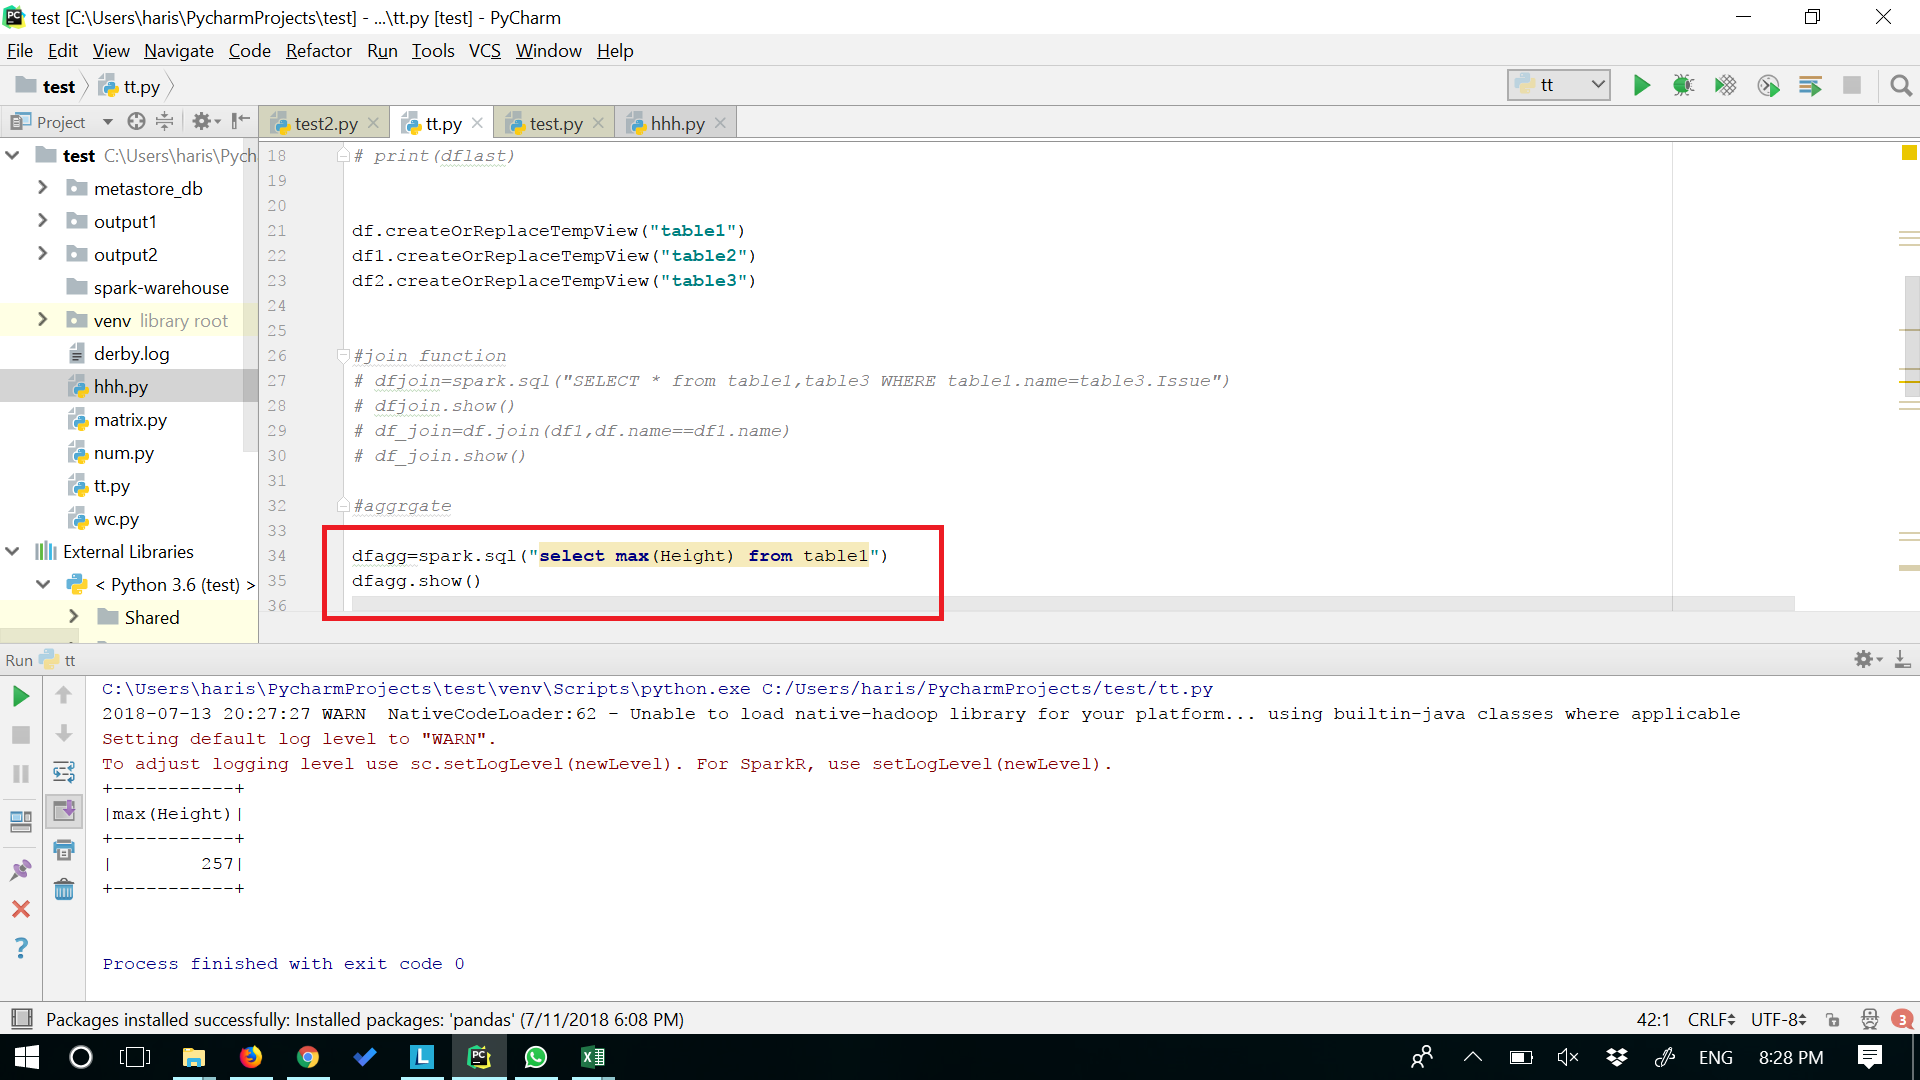 test [C:\Users\haris\PycharmProjects\test] - ...\tt.py [test] - PyCharm
File Edit View Navigate Code Refactor Run Tools VCS Window Help
test tt.py tt
Project test2.py tt.py test.py hhh.py
test C:\Users\haris\Pych
metastore_db
output1
output2
spark-warehouse
venv library root
derby.log
hhh.py
matrix.py
num.py
tt.py
wc.py
External Libraries
< Python 3.6 (test) >
Shared
18 # print(dflast)
19
20
21 df.createOrReplaceTempView("table1")
22 df1.createOrReplaceTempView("table2")
23 df2.createOrReplaceTempView("table3")
24
25
26 #join function
27 # dfjoin=spark.sql("SELECT * from table1,table3 WHERE table1.name=table3.Issue")
28 # dfjoin.show()
29 # df_join=df.join(df1,df.name==df1.name)
30 # df_join.show()
31
32 #aggrgate
33
34 dfagg=spark.sql("select max(Height) from table1")
35 dfagg.show()
36
Run tt
C:\Users\haris\PycharmProjects\test\venv\Scripts\python.exe C:/Users/haris/PycharmProjects/test/tt.py
2018-07-13 20:27:27 WARN  NativeCodeLoader:62 - Unable to load native-hadoop library for your platform... using builtin-java classes where applicable
Setting default log level to "WARN".
To adjust logging level use sc.setLogLevel(newLevel). For SparkR, use setLogLevel(newLevel).
+-----------+
|max(Height)|
+-----------+
|        257|
+-----------+
Process finished with exit code 0
Packages installed successfully: Installed packages: 'pandas' (7/11/2018 6:08 PM) 42:1 CRLF UTF-8 3
ENG 8:28 PM